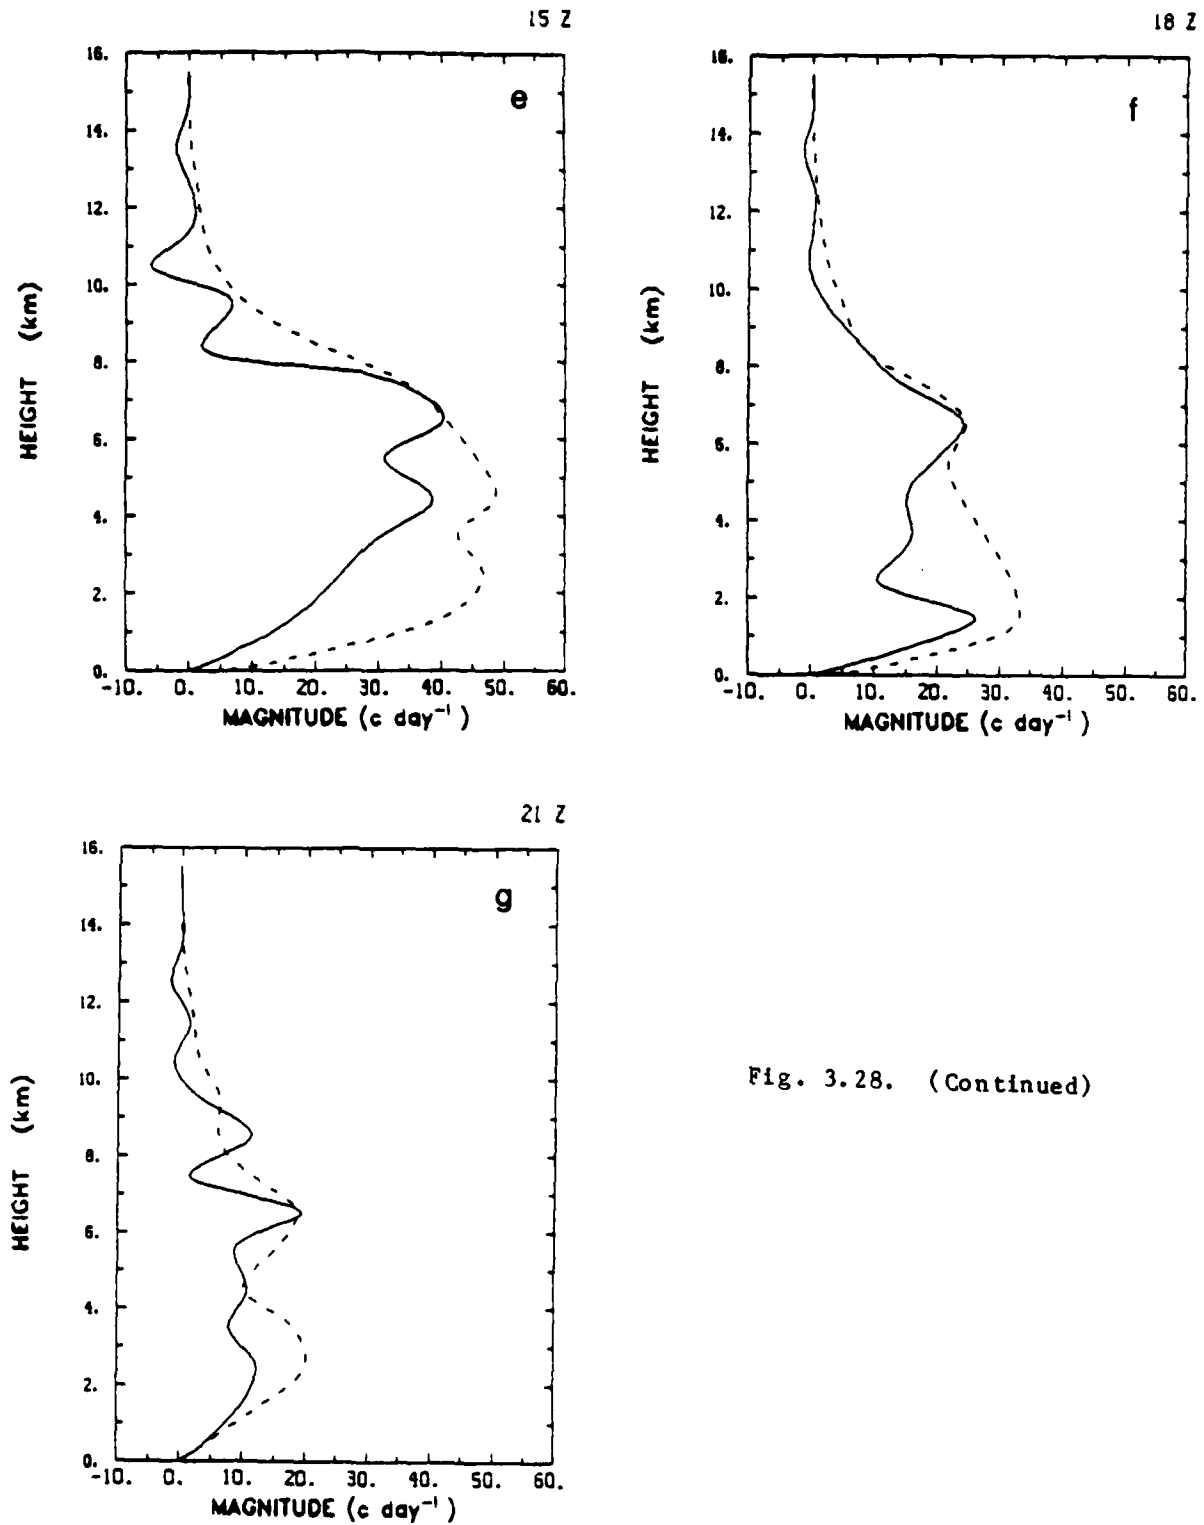 15 Z
e
16.
14.
12.
10.
8.
6.
4.
2.
0.
HEIGHT (km)
-10. 0. 10. 20. 30. 40. 50. 60.
MAGNITUDE (c day⁻¹)
18 Z
f
16.
14.
12.
10.
8.
6.
4.
2.
0.
HEIGHT (km)
-10. 0. 10. 20. 30. 40. 50. 60.
MAGNITUDE (c day⁻¹)
21 Z
g
16.
14.
12.
10.
8.
6.
4.
2.
0.
HEIGHT (km)
-10. 0. 10. 20. 30. 40. 50. 60.
MAGNITUDE (c day⁻¹)
Fig. 3.28. (Continued)